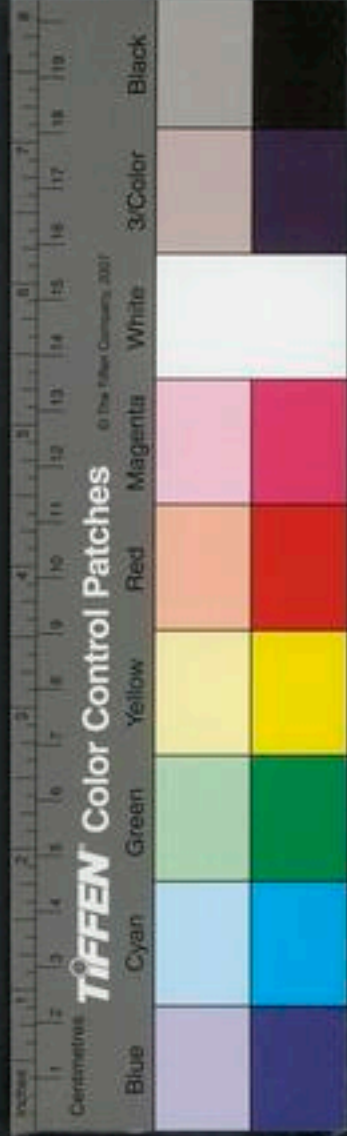 Inches 1 2 3 4 5 6 7 8
Centimetres 1 2 3 4 5 6 7 8 9 10 11 12 13 14 15 16 17 18 19
TIFFEN Color Control Patches © The Tiffen Company, 2007
Blue Cyan Green Yellow Red Magenta White 3/Color Black